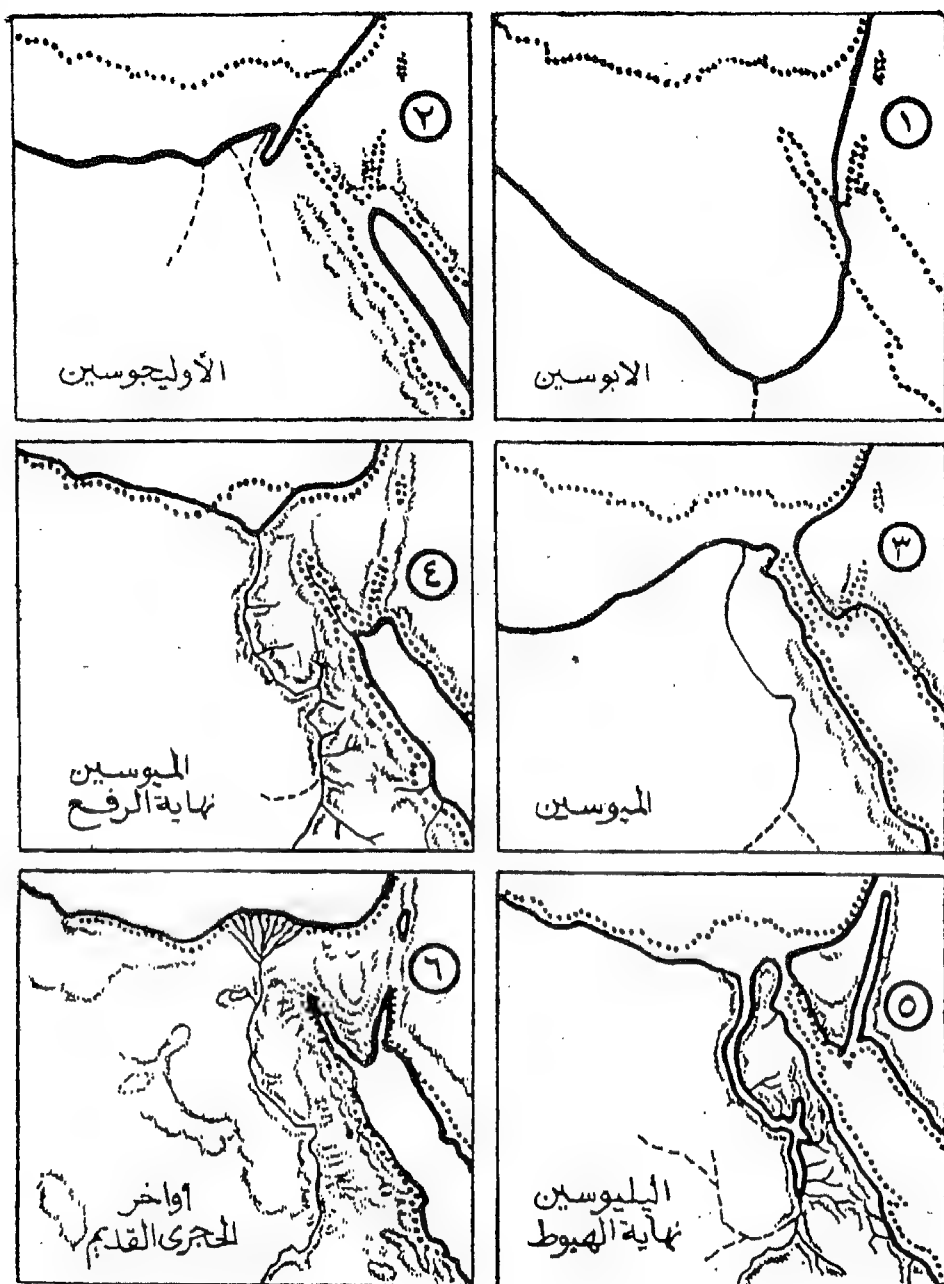 ١
الايوسين
٢
الأوليجوسين
٣
الميوسين
٤
الميوسين
نهاية الرفع
٥
البليوسين
نهاية الهبوط
٦
أواخر
الحجرى القديم